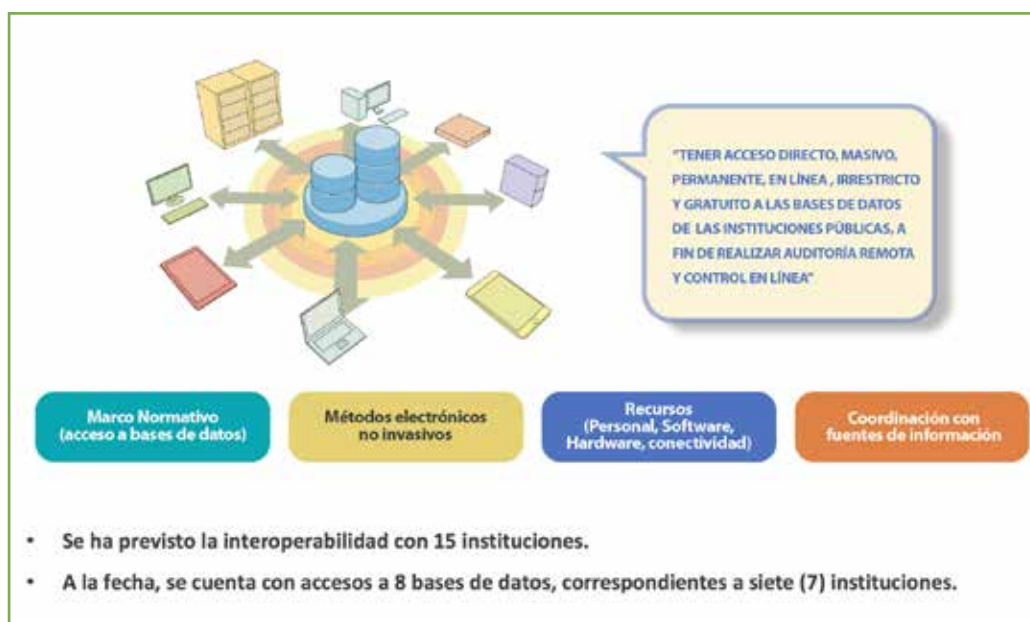 "TENER ACCESO DIRECTO, MASIVO,
PERMANENTE, EN LÍNEA , IRRESTRICTO
Y GRATUITO A LAS BASES DE DATOS
DE LAS INSTITUCIONES PÚBLICAS, A
FIN DE REALIZAR AUDITORÍA REMOTA
Y CONTROL EN LÍNEA"
Marco Normativo
(acceso a bases de datos)
Métodos electrónicos
no invasivos
Recursos
(Personal, Software,
Hardware, conectividad)
Coordinación con
fuentes de información
• Se ha previsto la interoperabilidad con 15 instituciones.
• A la fecha, se cuenta con accesos a 8 bases de datos, correspondientes a siete (7) instituciones.